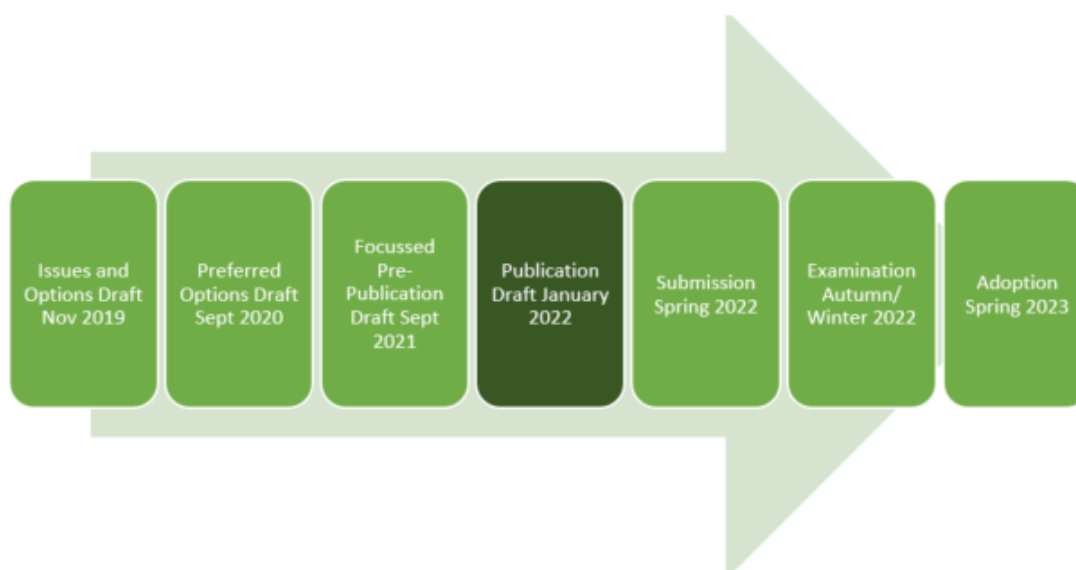 Issues and
Options Draft
Nov 2019
Preferred
Options Draft
Sept 2020
Focussed
Pre-
Publication
Draft Sept
2021
Publication
Draft January
2022
Submission
Spring 2022
Examination
Autumn/
Winter 2022
Adoption
Spring 2023